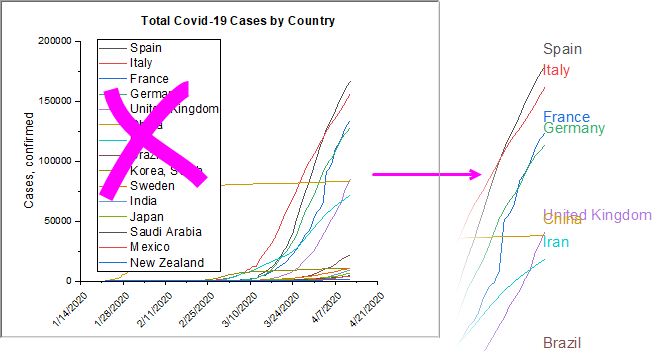 Total Covid-19 Cases by Country
Cases, confirmed
200000
150000
100000
50000
0
Spain
Italy
France
Germany
United Kingdom
Brazil
Korea, South
Sweden
India
Japan
Saudi Arabia
Mexico
New Zealand
1/14/2020
1/28/2020
2/11/2020
2/25/2020
3/10/2020
3/24/2020
4/7/2020
4/21/2020
Spain
Italy
France
Germany
United Kingdom
China
Iran
Brazil